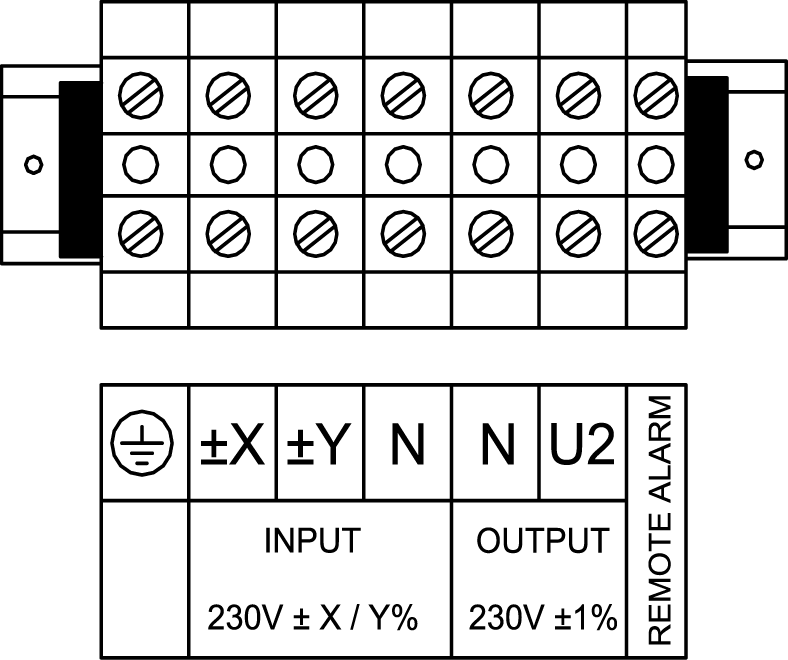 ±X ±Y N N U2
INPUT OUTPUT
230V ± X / Y% 230V ±1%
REMOTE ALARM